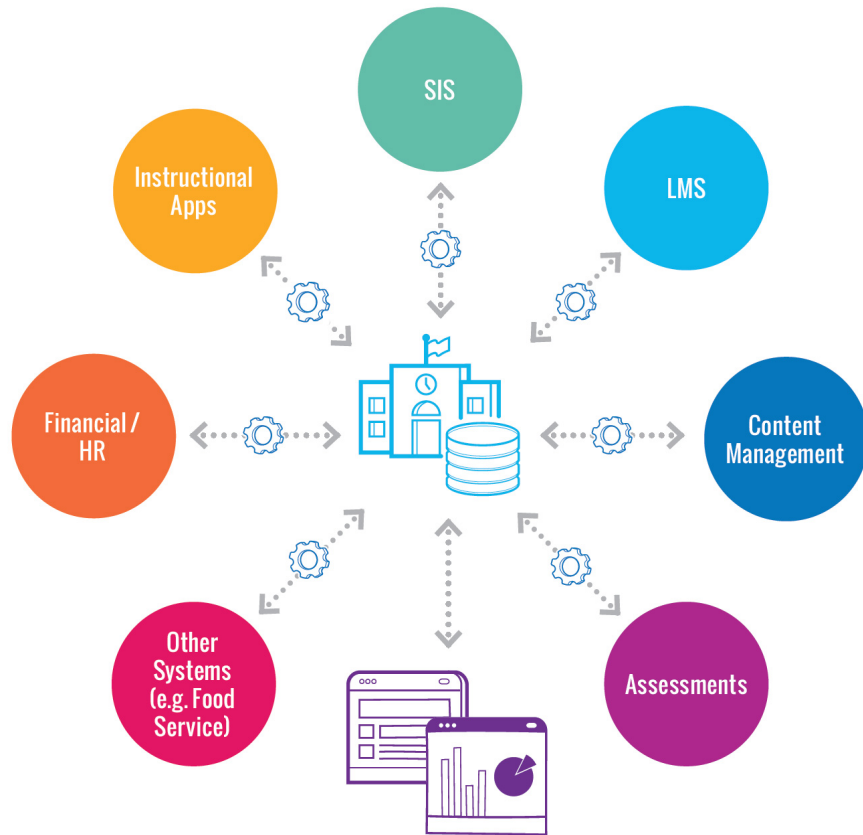 SIS
Instructional
Apps
LMS
Financial /
HR
Content
Management
Other
Systems
(e.g. Food
Service)
Assessments